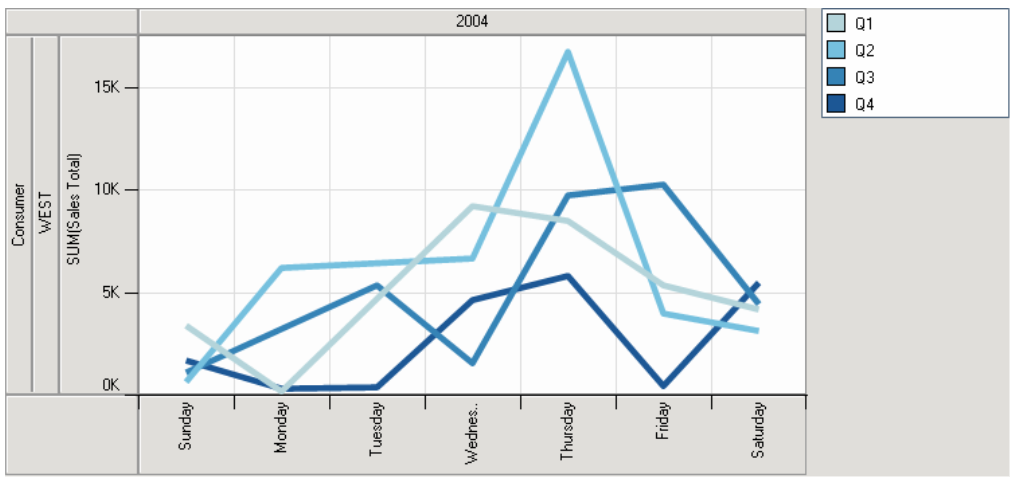 2004
Q1
Q2
Q3
Q4
Consumer
WEST
SUM(Sales Total)
15K
10K
5K
0K
Sunday
Monday
Tuesday
Wednes..
Thursday
Friday
Saturday